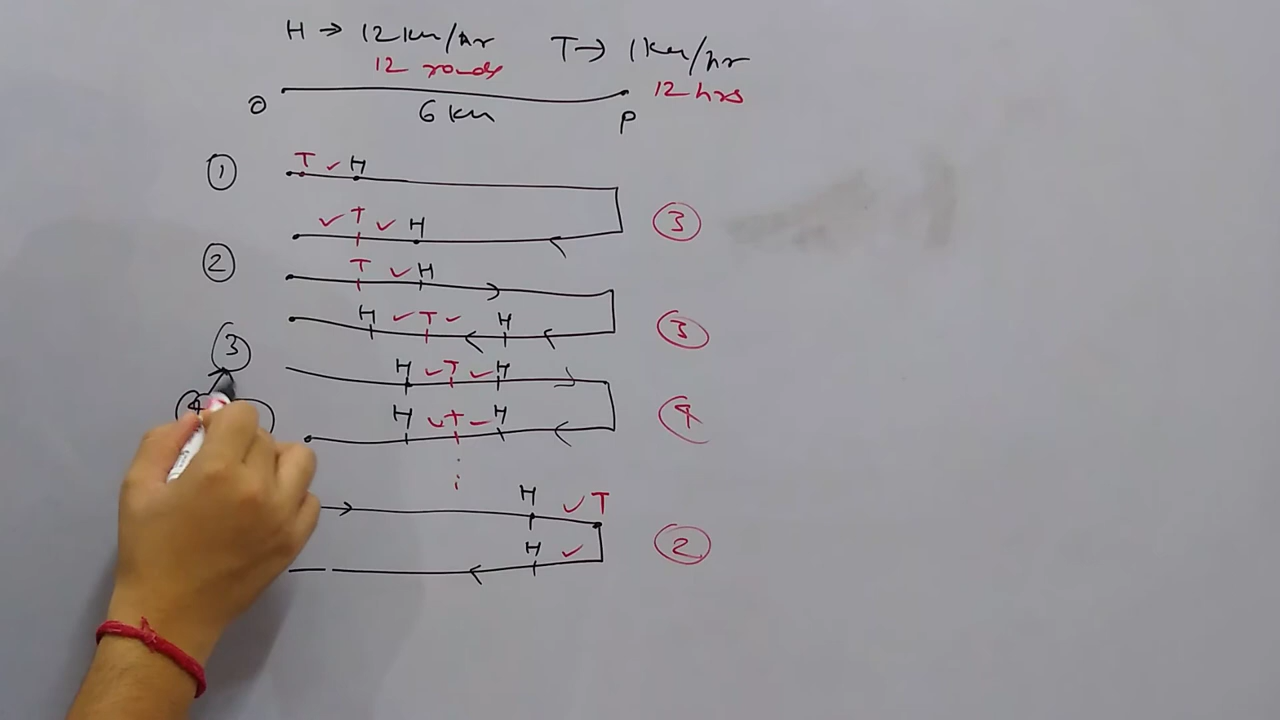 H → 12 km/hr T → 1 km/hr
12 rounds 12 hrs
O 6 km P
① T ✓ H
✓ T ✓ H ③
② T ✓ H
H ✓ T ✓ H ③
③ H ✓ T ✓ H
4 H ✓ T ✓ H ④
H ✓ T
H ✓ ②